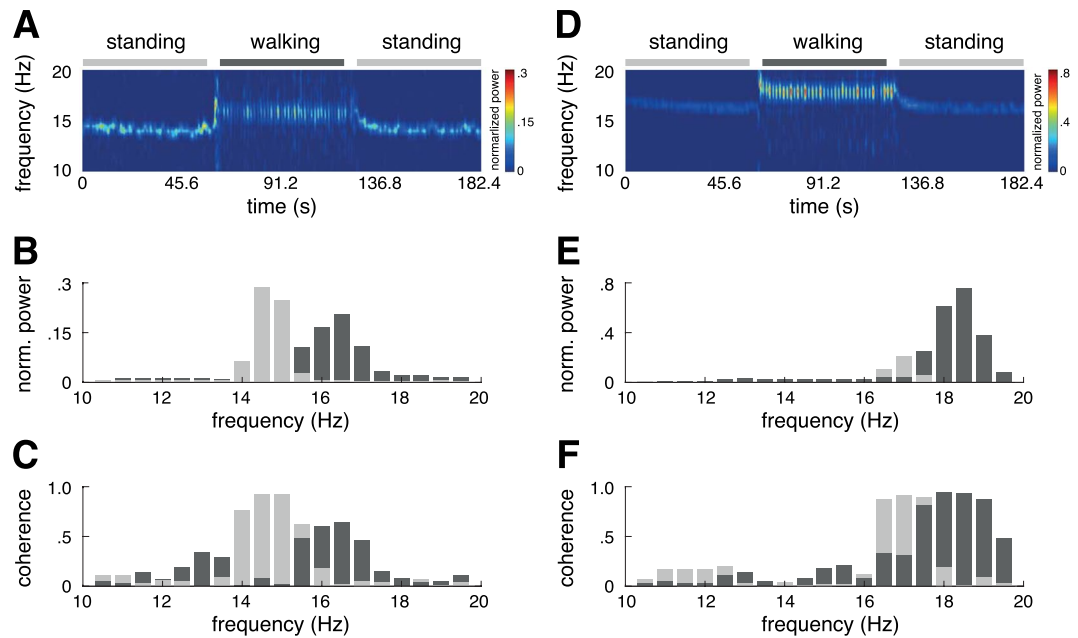 A
standing walking standing
frequency (Hz)
20
15
10
0 45.6 91.2 136.8 182.4
time (s)
normarlized power
.3
.15
0
D
standing walking standing
frequency (Hz)
20
15
10
0 45.6 91.2 136.8 182.4
time (s)
normarlized power
.8
.4
0
B
norm. power
.3
.15
0
10 12 14 16 18 20
frequency (Hz)
E
norm. power
.8
.4
0
10 12 14 16 18 20
frequency (Hz)
C
coherence
1.0
.5
0
10 12 14 16 18 20
frequency (Hz)
F
coherence
1.0
.5
0
10 12 14 16 18 20
frequency (Hz)